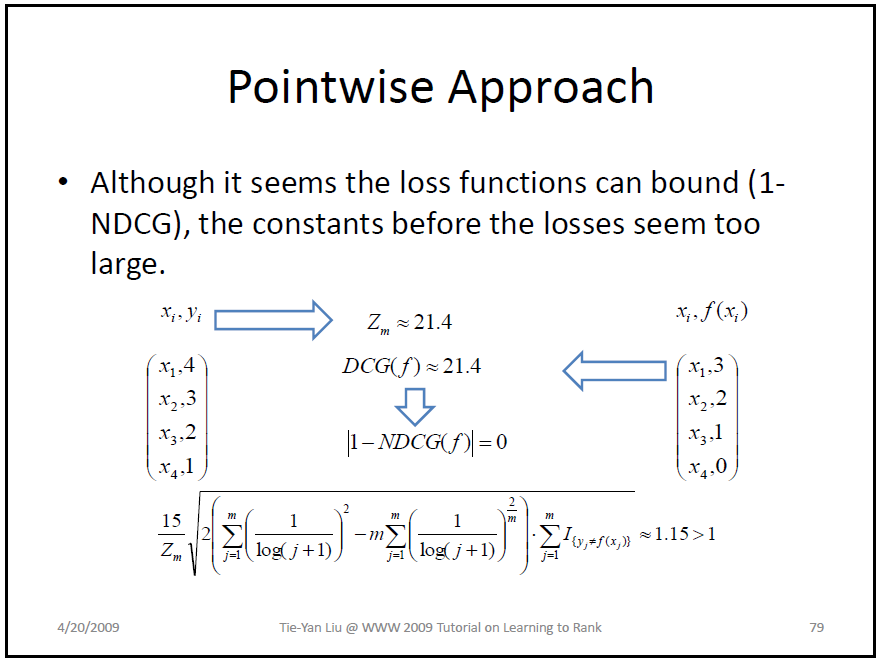 Pointwise Approach
• Although it seems the loss functions can bound (1-
NDCG), the constants before the losses seem too
large.
x_i, y_i
Z_m ≈ 21.4
x_i, f(x_i)
DCG(f) ≈ 21.4
|1 − NDCG(f)| = 0
x_1,4
x_2,3
x_3,2
x_4,1
x_1,3
x_2,2
x_3,1
x_4,0
15/Z_m √(2(∑_{j=1}^{m} (1/log(j+1))^2 − m∑_{j=1}^{m} (1/log(j+1))^{2/m}) · ∑_{j=1}^{m} I_{{y_j≠f(x_j)}}) ≈ 1.15 > 1
4/20/2009
Tie-Yan Liu @ WWW 2009 Tutorial on Learning to Rank
79